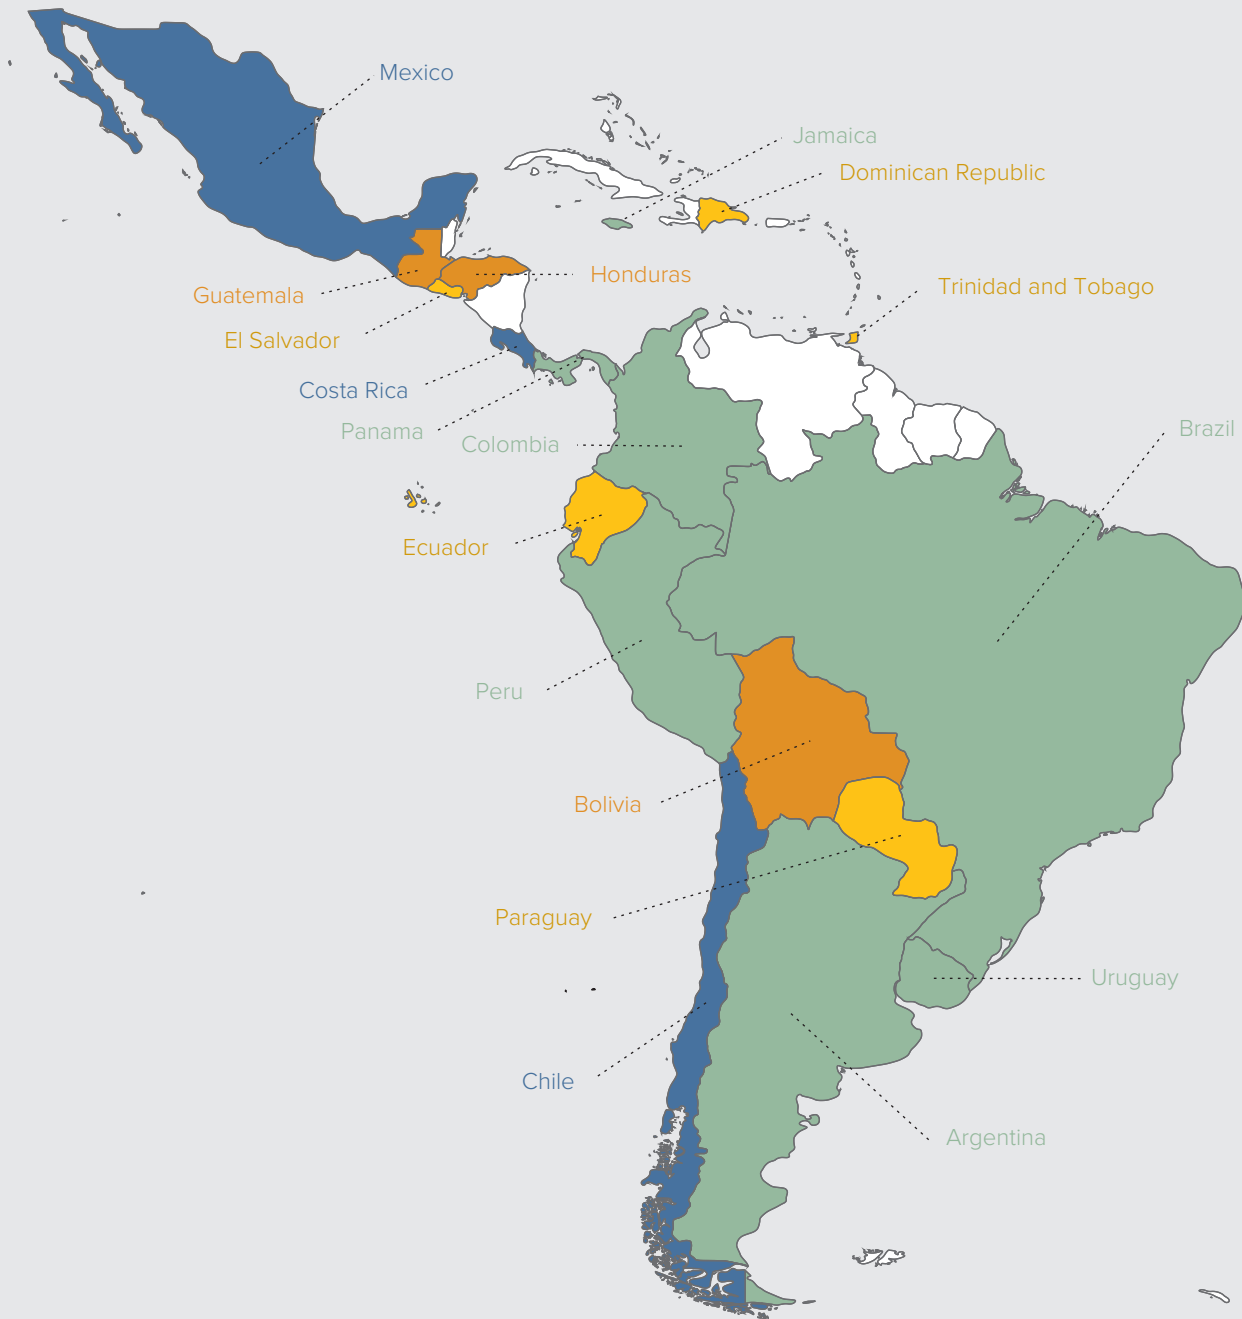 Mexico
Jamaica
Dominican Republic
Honduras
Guatemala
Trinidad and Tobago
El Salvador
Costa Rica
Panama
Colombia
Brazil
Ecuador
Peru
Bolivia
Paraguay
Uruguay
Chile
Argentina